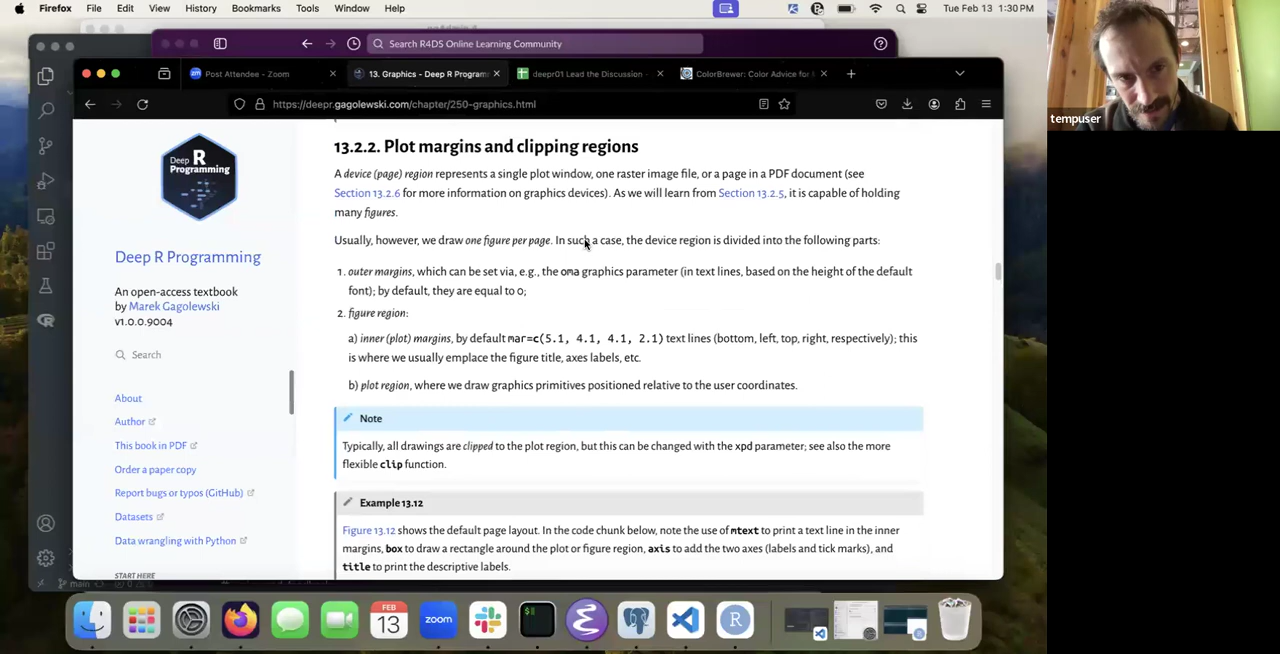 Firefox File Edit View History Bookmarks Tools Window Help
Tue Feb 13 1:30 PM
Search R4DS Online Learning Community
Post Attendee - Zoom
13. Graphics - Deep R Program
deepr01 Lead the Discussion -
ColorBrewer: Color Advice for
https://deepr.gagolewski.com/chapter/250-graphics.html
tempuser
Deep R Programming
Deep R Programming
An open-access textbook
by Marek Gagolewski
v1.0.0.9004
Search
About
Author
This book in PDF
Order a paper copy
Report bugs or typos (GitHub)
Datasets
Data wrangling with Python
START HERE
13.2.2. Plot margins and clipping regions
A device (page) region represents a single plot window, one raster image file, or a page in a PDF document (see
Section 13.2.6 for more information on graphics devices). As we will learn from Section 13.2.5, it is capable of holding
many figures.
Usually, however, we draw one figure per page. In such a case, the device region is divided into the following parts:
1. outer margins, which can be set via, e.g., the oma graphics parameter (in text lines, based on the height of the default
font); by default, they are equal to 0;
2. figure region:
a) inner (plot) margins, by default mar=c(5.1, 4.1, 4.1, 2.1) text lines (bottom, left, top, right, respectively); this
is where we usually emplace the figure title, axes labels, etc.
b) plot region, where we draw graphics primitives positioned relative to the user coordinates.
Note
Typically, all drawings are clipped to the plot region, but this can be changed with the xpd parameter; see also the more
flexible clip function.
Example 13.12
Figure 13.12 shows the default page layout. In the code chunk below, note the use of mtext to print a text line in the inner
margins, box to draw a rectangle around the plot or figure region, axis to add the two axes (labels and tick marks), and
title to print the descriptive labels.
main
FEB
13
zoom
R